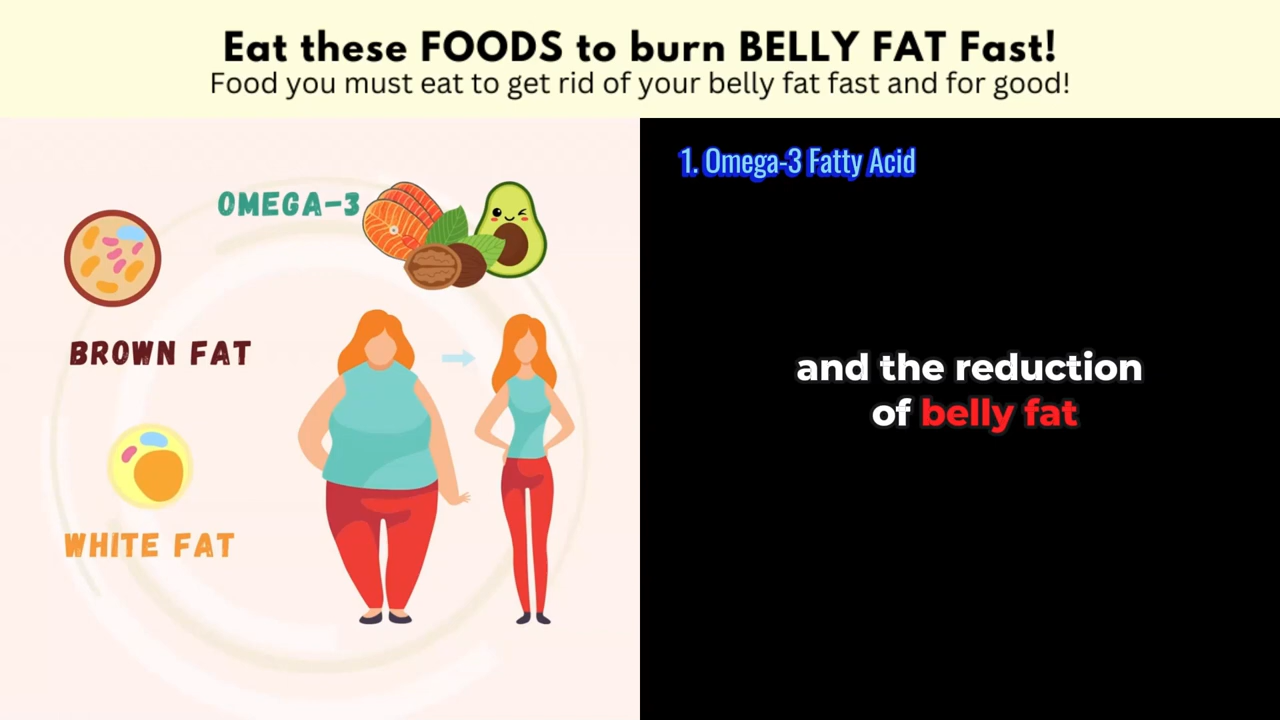 Eat these FOODS to burn BELLY FAT Fast!
Food you must eat to get rid of your belly fat fast and for good!
OMEGA-3
BROWN FAT
WHITE FAT
1. Omega-3 Fatty Acid
and the reduction
of belly fat